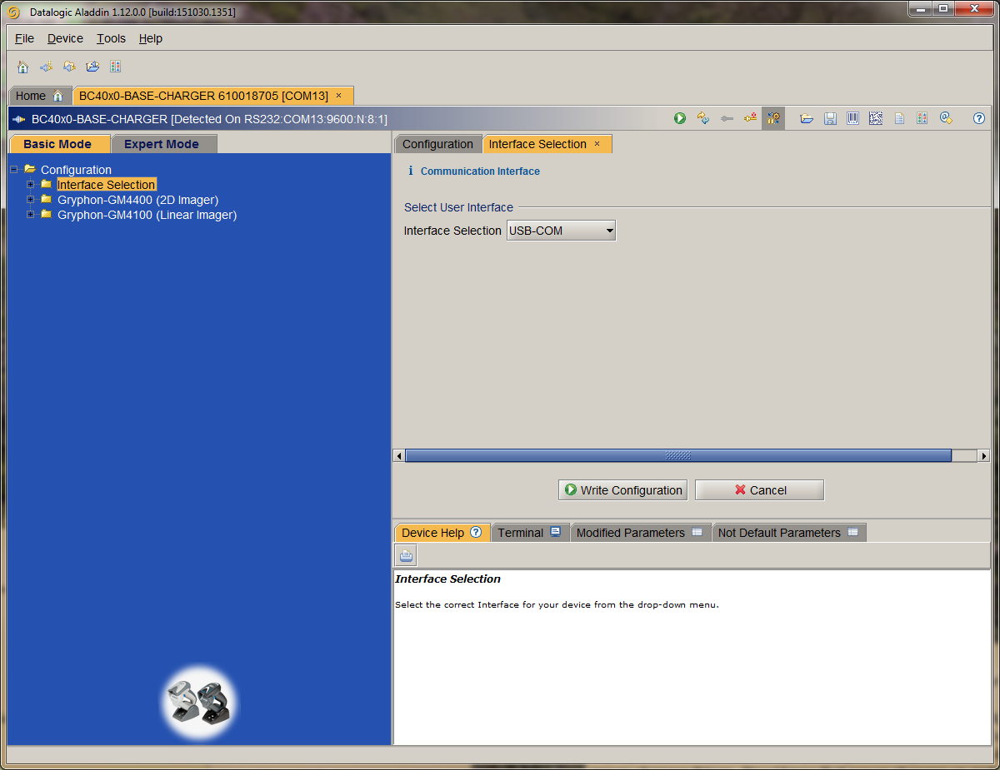 Datalogic Aladdin 1.12.0.0 [build:151030.1351]
File Device Tools Help
Home BC40x0-BASE-CHARGER 610018705 [COM13] ×
BC40x0-BASE-CHARGER [Detected On RS232:COM13:9600:N:8:1]
Basic Mode Expert Mode
Configuration
Interface Selection
Gryphon-GM4400 (2D Imager)
Gryphon-GM4100 (Linear Imager)
Configuration Interface Selection ×
i Communication Interface
Select User Interface
Interface Selection USB-COM
Write Configuration Cancel
Device Help ? Terminal Modified Parameters Not Default Parameters
Interface Selection
Select the correct Interface for your device from the drop-down menu.